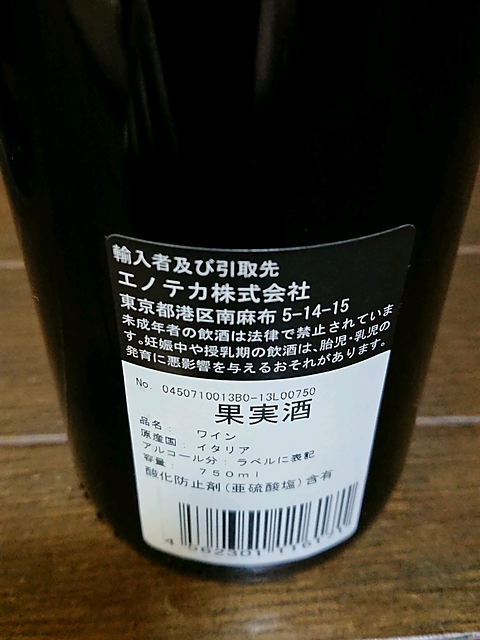 輸入者及び引取先
エノテカ株式会社
東京都港区南麻布 5-14-15
未成年者の飲酒は法律で禁止されていま
す。妊娠中や授乳期の飲酒は、胎児・乳児の
発育に悪影響を与えるおそれがあります。
No. 0450710013B0-13L00750
果実酒
品名: ワイン
原産国: イタリア
アルコール分: ラベルに表記
容量: 750ml
酸化防止剤(亜硫酸塩)含有